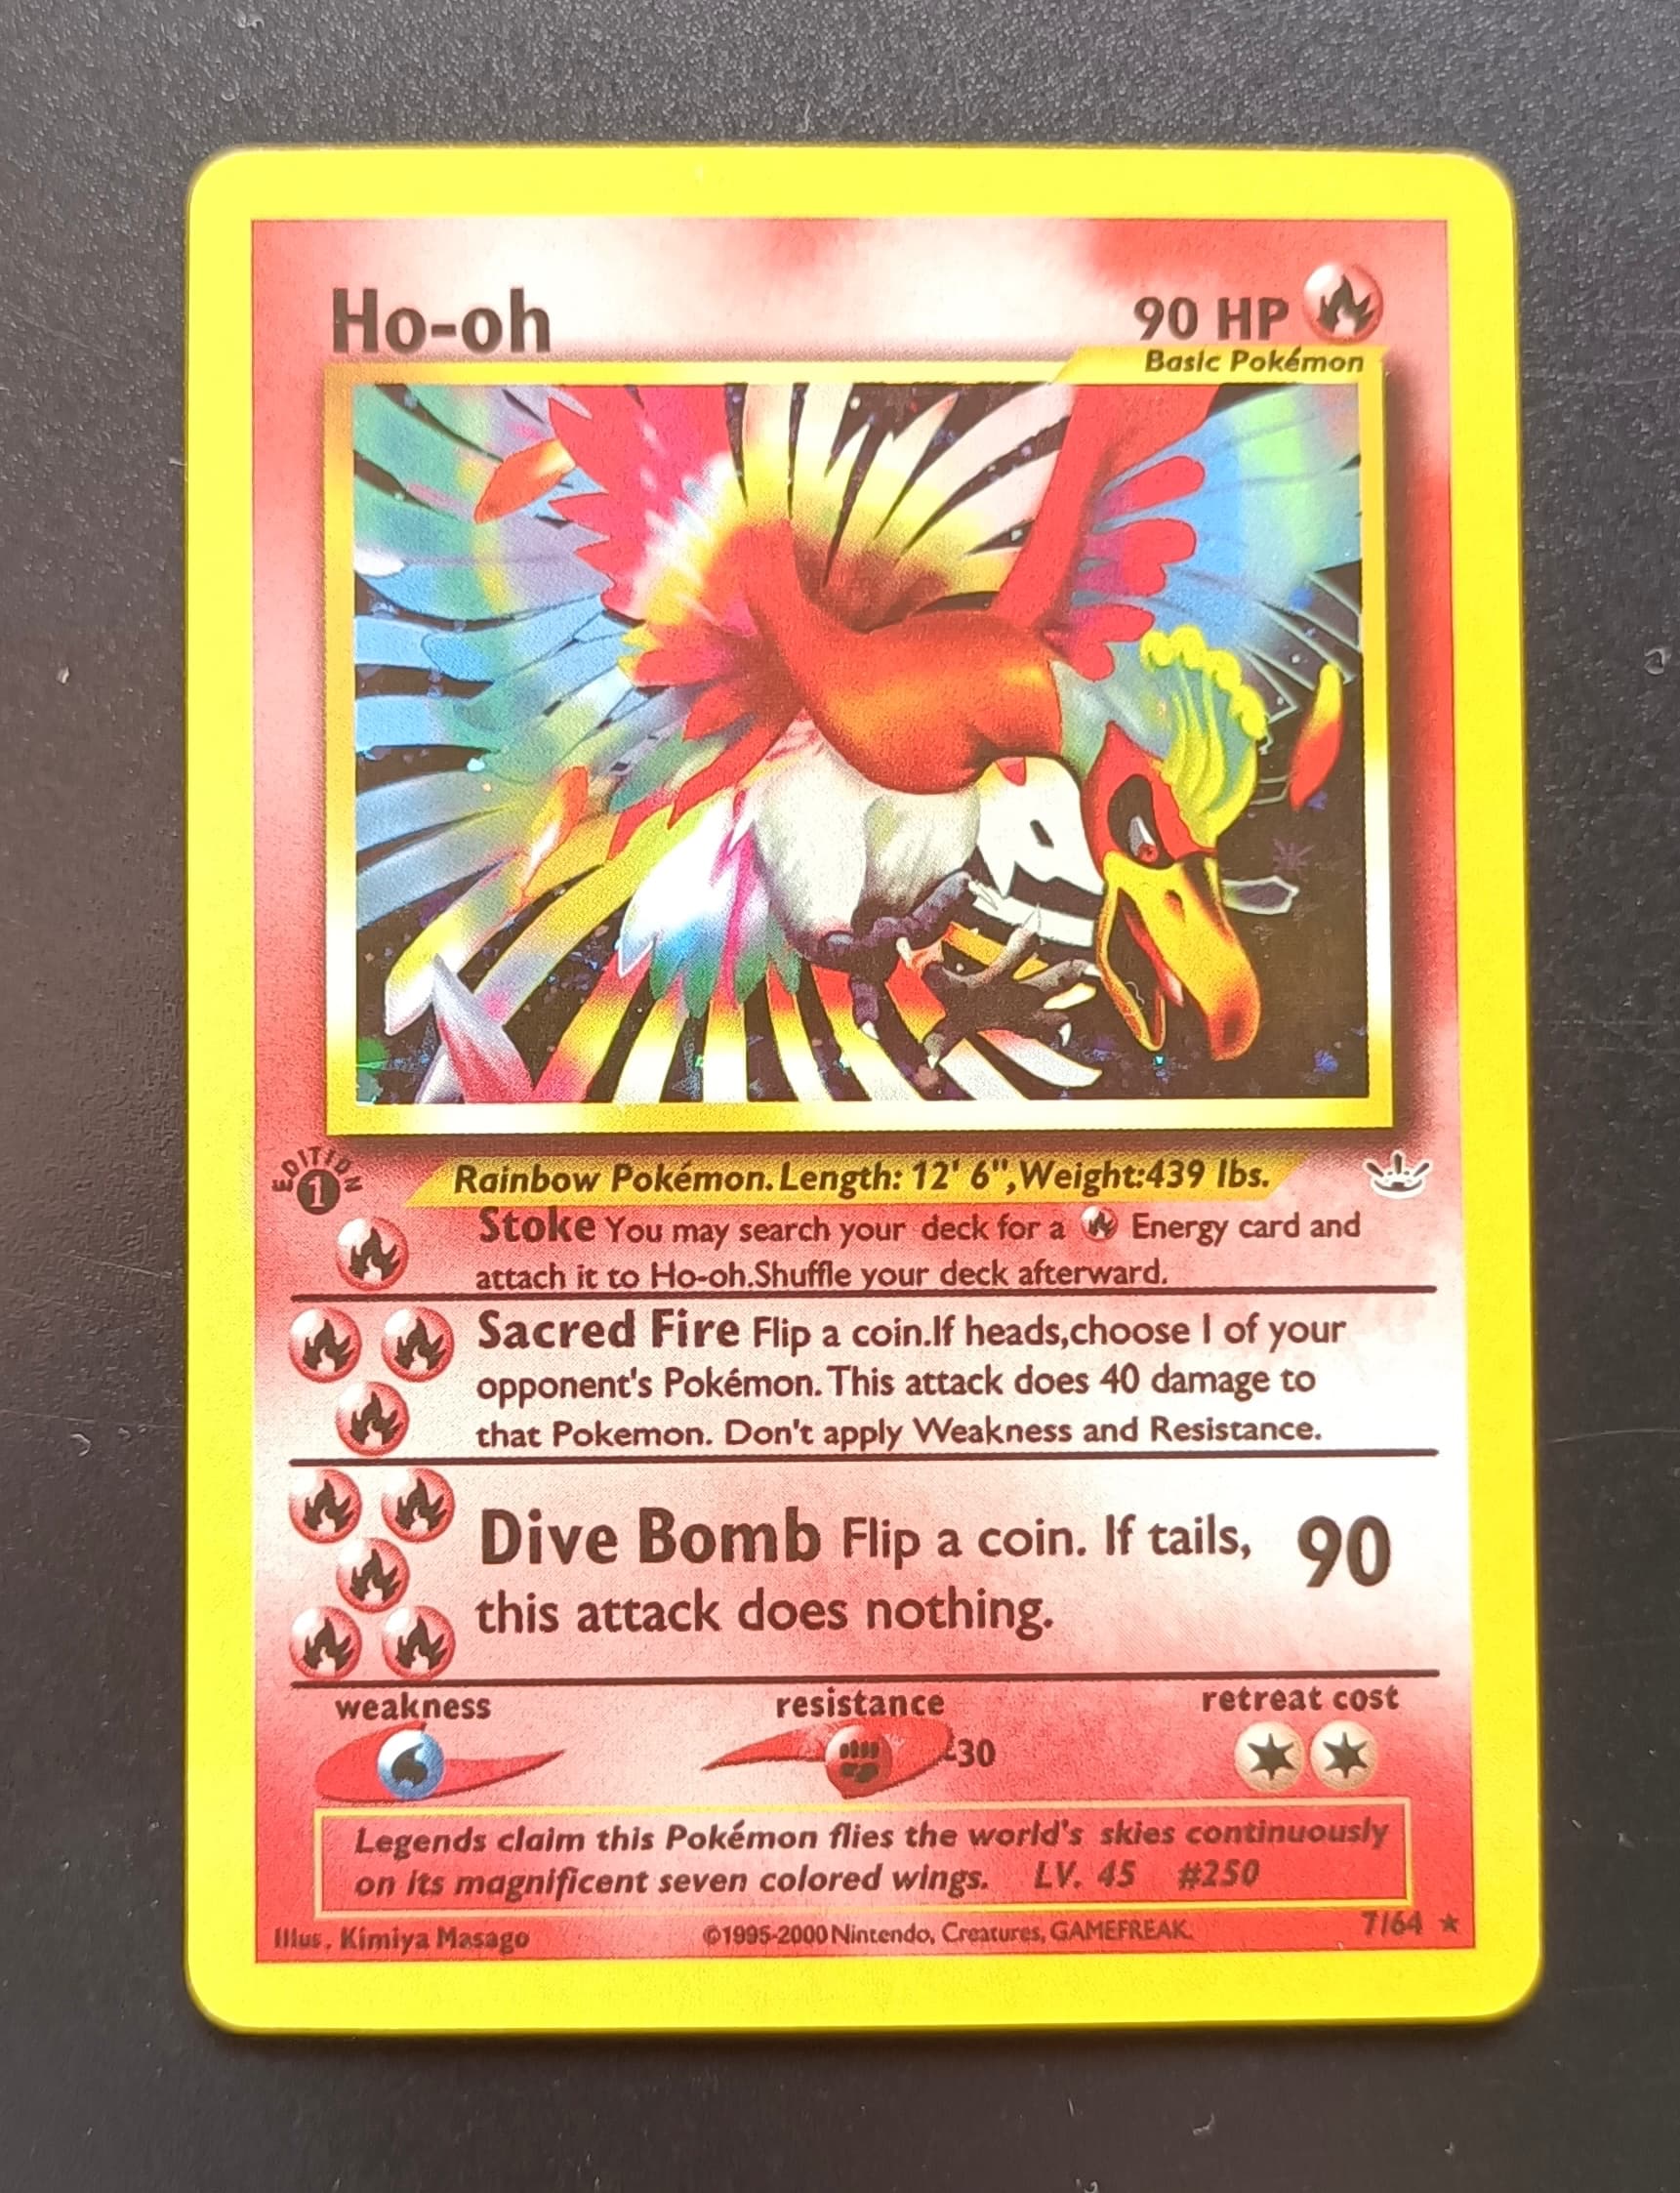 Ho-oh
90 HP
Basic Pokémon
EDITION
1
Rainbow Pokémon. Length: 12' 6",Weight:439 lbs.
Stoke You may search your deck for a Energy card and
attach it to Ho-oh.Shuffle your deck afterward.
Sacred Fire Flip a coin.If heads,choose 1 of your
opponent's Pokémon. This attack does 40 damage to
that Pokemon. Don't apply Weakness and Resistance.
Dive Bomb Flip a coin. If tails,
this attack does nothing.
90
weakness
resistance
retreat cost
-30
Legends claim this Pokémon flies the world's skies continuously
on its magnificent seven colored wings. LV. 45 #250
Illus. Kimiya Masago
©1995-2000 Nintendo, Creatures, GAMEFREAK.
7/64 ★